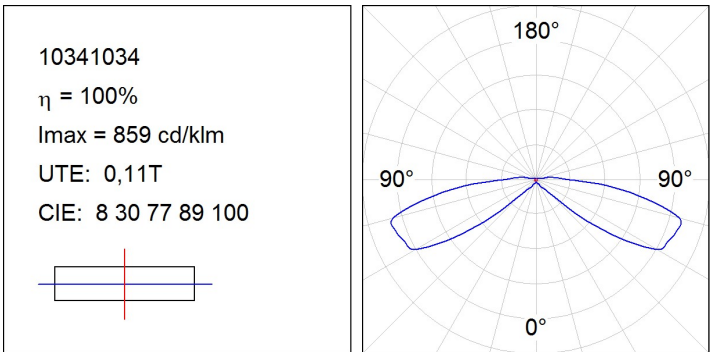 10341034
η = 100%
Imax = 859 cd/klm
UTE: 0,11T
CIE: 8 30 77 89 100
180°
90° 90°
0°